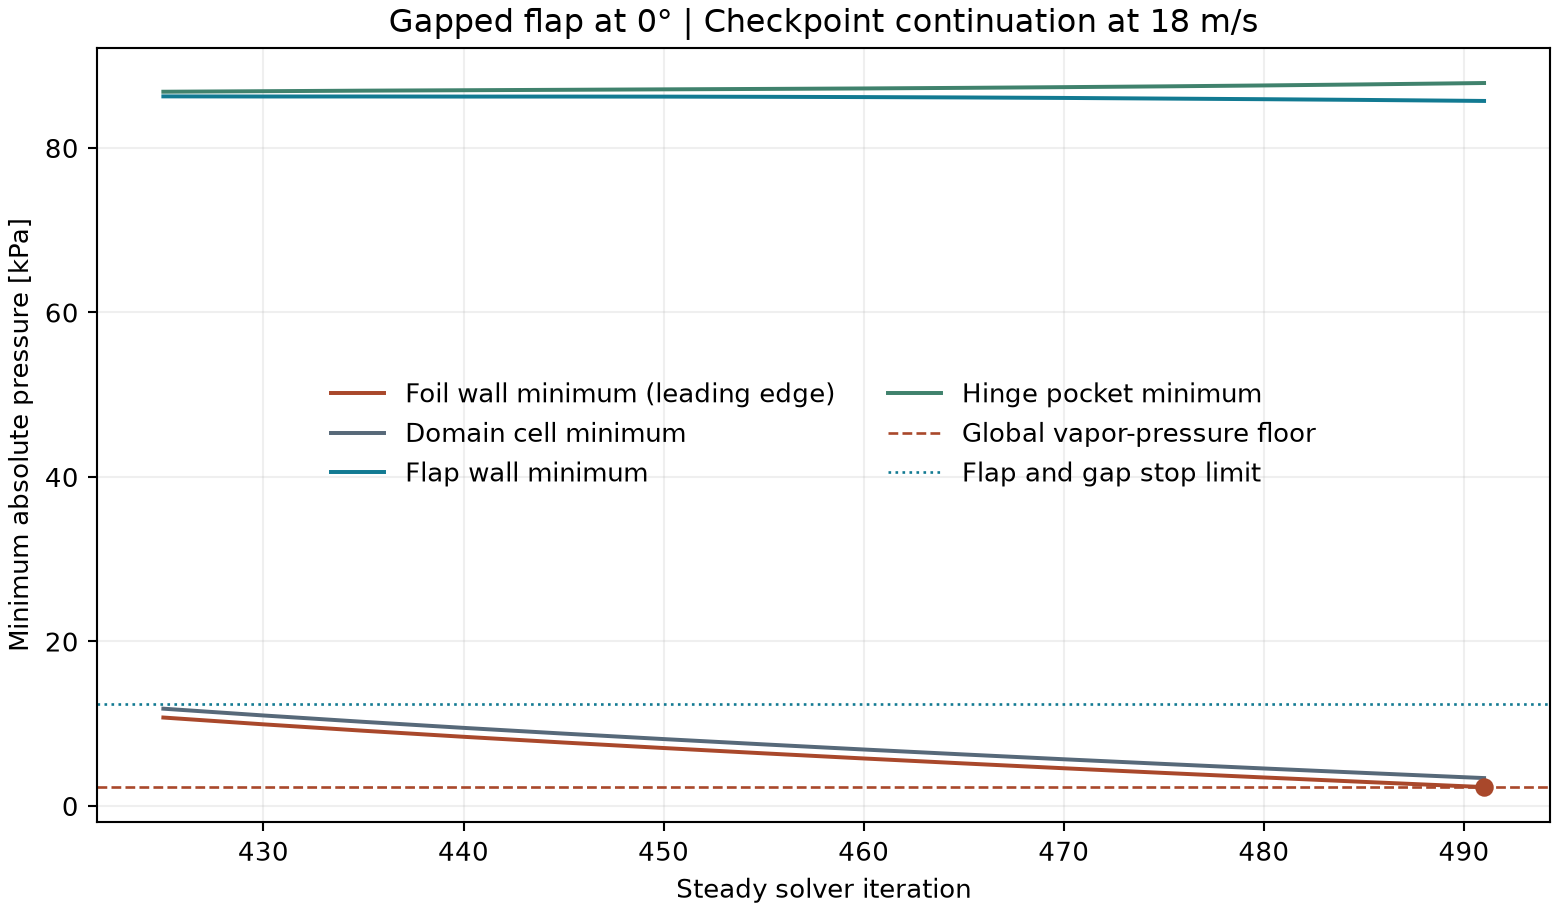 Gapped flap at 0° | Checkpoint continuation at 18 m/s
Minimum absolute pressure [kPa]
80
60
40
20
0
Foil wall minimum (leading edge)
Domain cell minimum
Flap wall minimum
Hinge pocket minimum
Global vapor-pressure floor
Flap and gap stop limit
430 440 450 460 470 480 490
Steady solver iteration